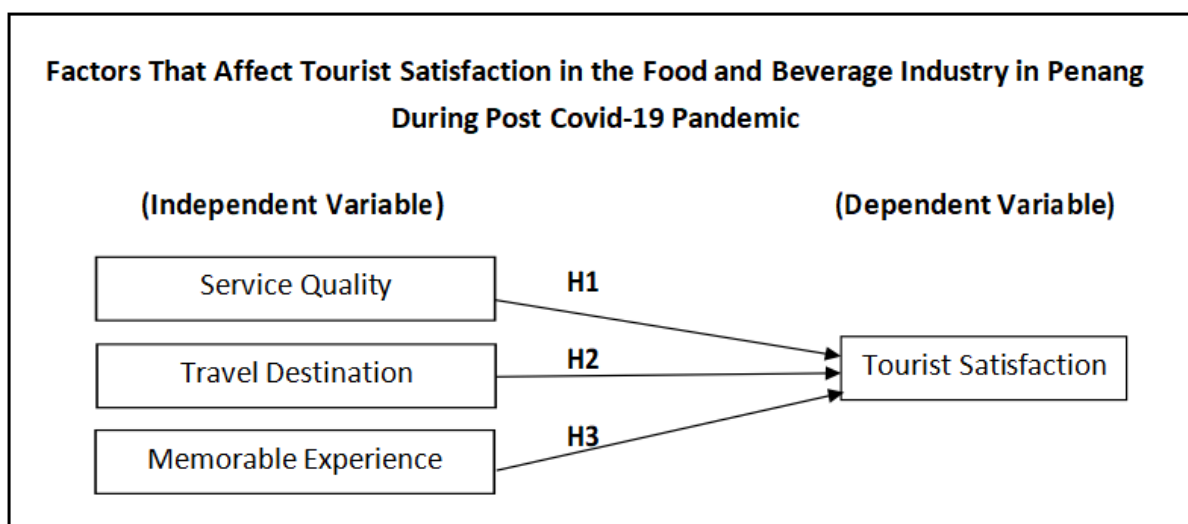 Factors That Affect Tourist Satisfaction in the Food and Beverage Industry in Penang
During Post Covid-19 Pandemic
(Independent Variable)
(Dependent Variable)
Service Quality
H1
Travel Destination
H2
Tourist Satisfaction
Memorable Experience
H3